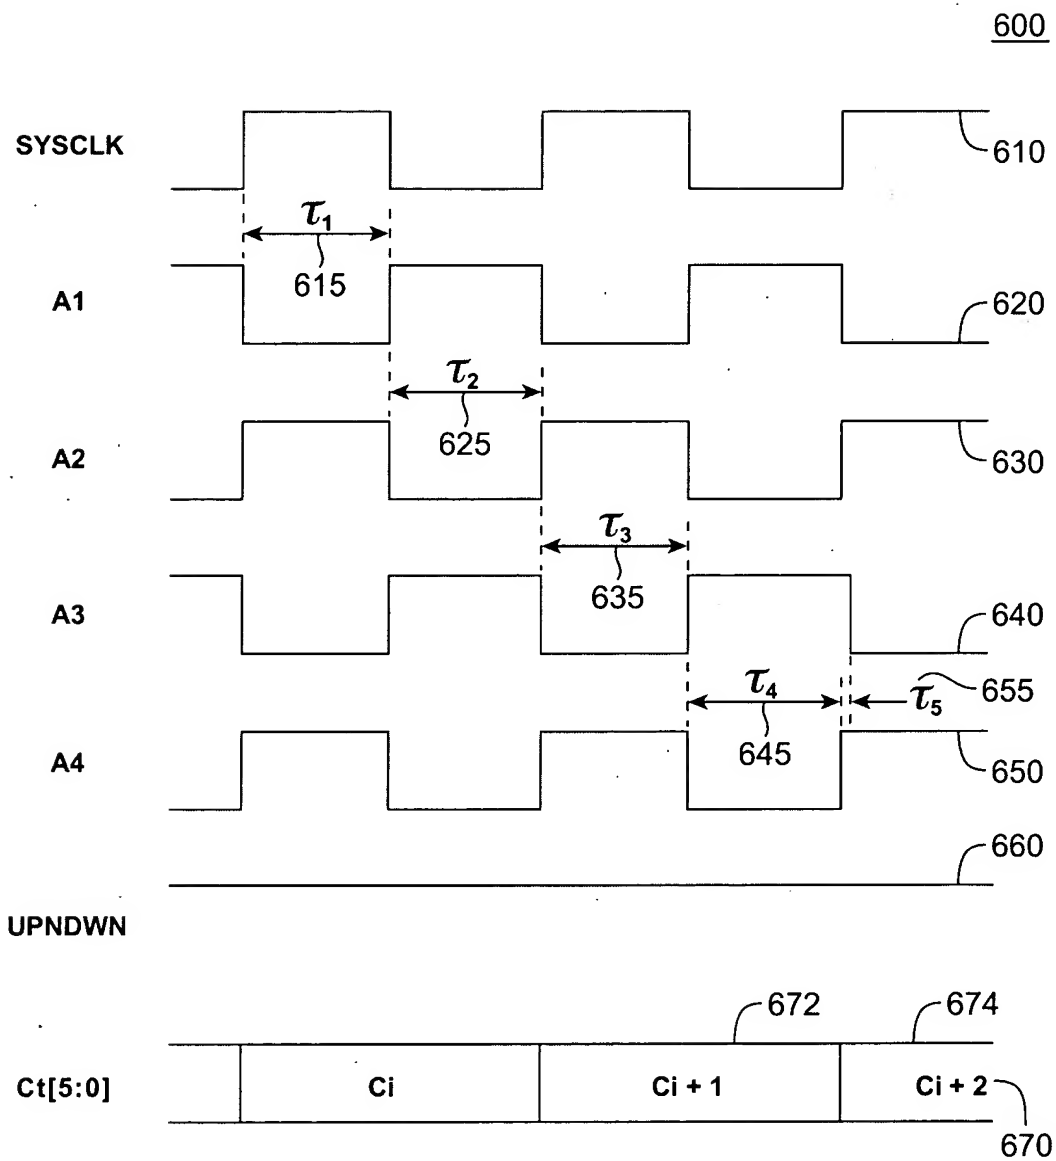 600
SYSCLK
610
τ1
615
A1
620
τ2
625
A2
630
τ3
635
A3
640
τ4
τ5
655
645
A4
650
660
UPNDWN
672
674
Ct[5:0]
Ci
Ci + 1
Ci + 2
670